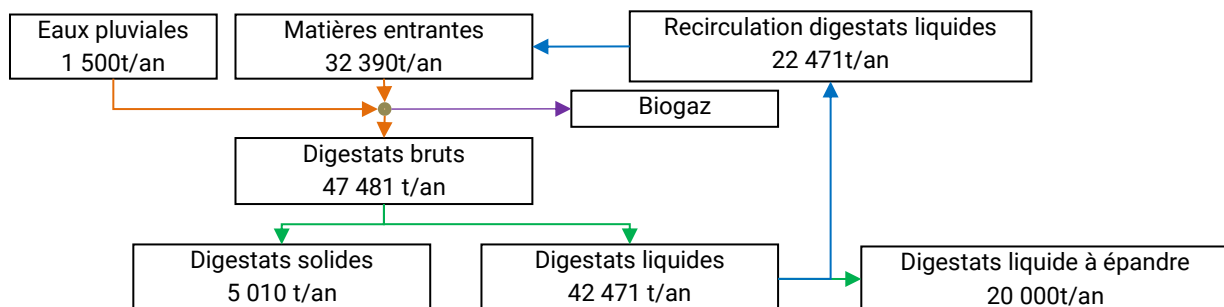 Eaux pluviales
1 500t/an
Matières entrantes
32 390t/an
Recirculation digestats liquides
22 471t/an
Biogaz
Digestats bruts
47 481 t/an
Digestats solides
5 010 t/an
Digestats liquides
42 471 t/an
Digestats liquide à épandre
20 000t/an